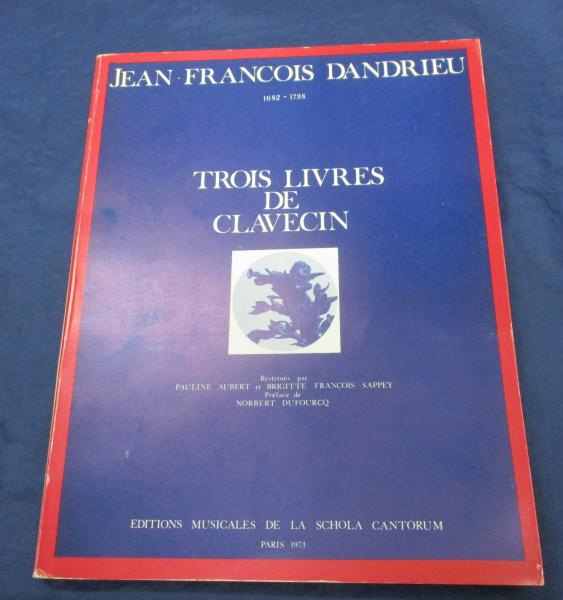 JEAN-FRANCOIS DANDRIEU
1682 - 1738
TROIS LIVRES
DE
CLAVECIN
Restitués par
PAULINE AUBERT et BRIGITTE FRANÇOIS-SAPPEY
Préface de
NORBERT DUFOURCQ
EDITIONS MUSICALES DE LA SCHOLA CANTORUM
PARIS 1973